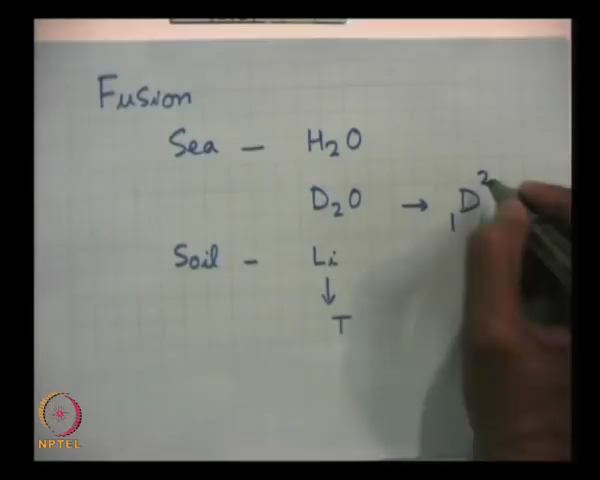 Fusion
Sea - H₂O
D₂O → ₁D²
Soil - Li
↓
T
NPTEL